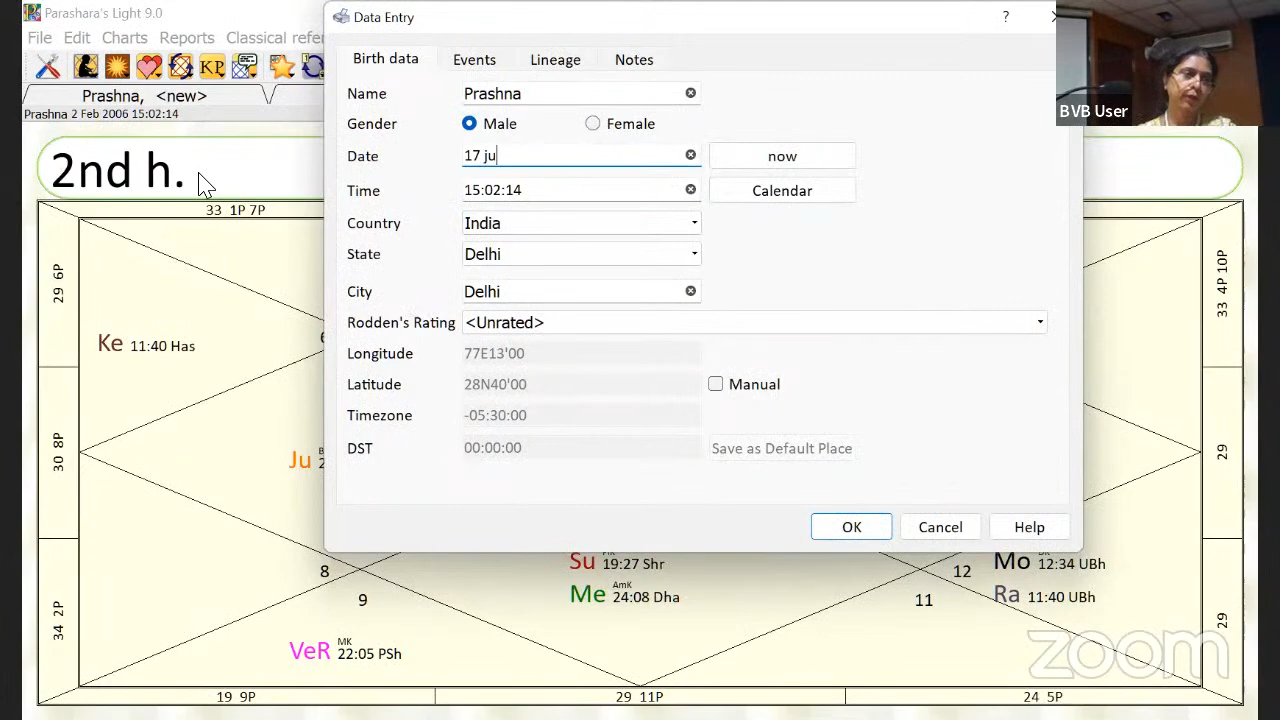 Parashara's Light 9.0
File Edit Charts Reports Classical refer
KP
Prashna, <new>
Prashna 2 Feb 2006 15:02:14
2nd h.
Data Entry
?
Birth data Events Lineage Notes
Name Prashna
Gender Male Female
Date 17 ju now
Time 15:02:14 Calendar
Country India
State Delhi
City Delhi
Rodden's Rating <Unrated>
Longitude 77E13'00
Latitude 28N40'00 Manual
Timezone -05:30:00
DST 00:00:00 Save as Default Place
OK Cancel Help
BVB User
33 1P 7P
29 6P
33 4P 10P
Ke 11:40 Has
30 8P
29
Ju
8
Su 19:27 Shr
12
Mo 12:34 UBh
Me AmK 24:08 Dha
Ra 11:40 UBh
9
11
34 2P
29
VeR MK 22:05 PSh
19 9P
29 11P
24 5P
zoom